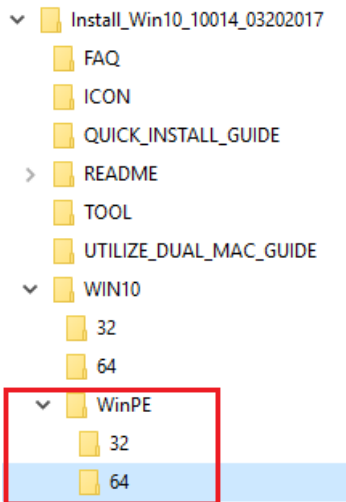 Install_Win10_10014_03202017
FAQ
ICON
QUICK_INSTALL_GUIDE
README
TOOL
UTILIZE_DUAL_MAC_GUIDE
WIN10
32
64
WinPE
32
64